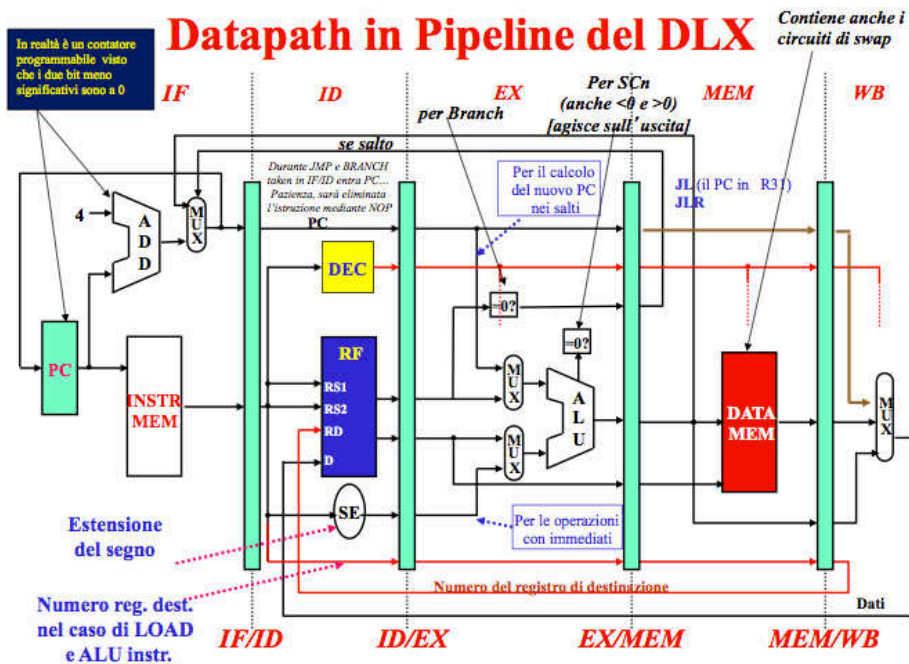 Datapath in Pipeline del DLX
In realtà è un contatore
programmabile visto
che i due bit meno
significativi sono a 0
Contiene anche i
circuiti di swap
IF
ID
EX
MEM
WB
per Branch
Per SCn
(anche <0 e >0)
[agisce sull'uscita]
se salto
Durante JMP e BRANCH
taken in IF/ID entra PC…
Pazienza, sarà eliminata
l'istruzione mediante NOP
Per il calcolo
del nuovo PC
nei salti
JL (il PC in R31)
JLR
4
ADD
MUX
PC
DEC
=0?
=0?
PC
INSTR
MEM
RF
RS1
RS2
RD
D
MUX
MUX
ALU
DATA
MEM
MUX
SE
Estensione
del segno
Per le operazioni
con immediati
Numero del registro di destinazione
Dati
Numero reg. dest.
nel caso di LOAD
e ALU instr.
IF/ID
ID/EX
EX/MEM
MEM/WB